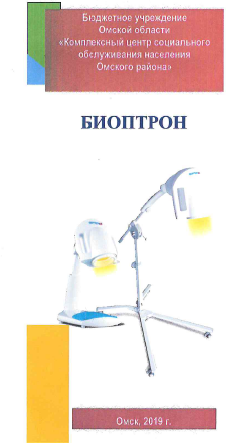 Бюджетное учреждение
Омской области
«Комплексный центр социального
обслуживания населения
Омского района»
БИОПТРОН
Омск, 2019 г.